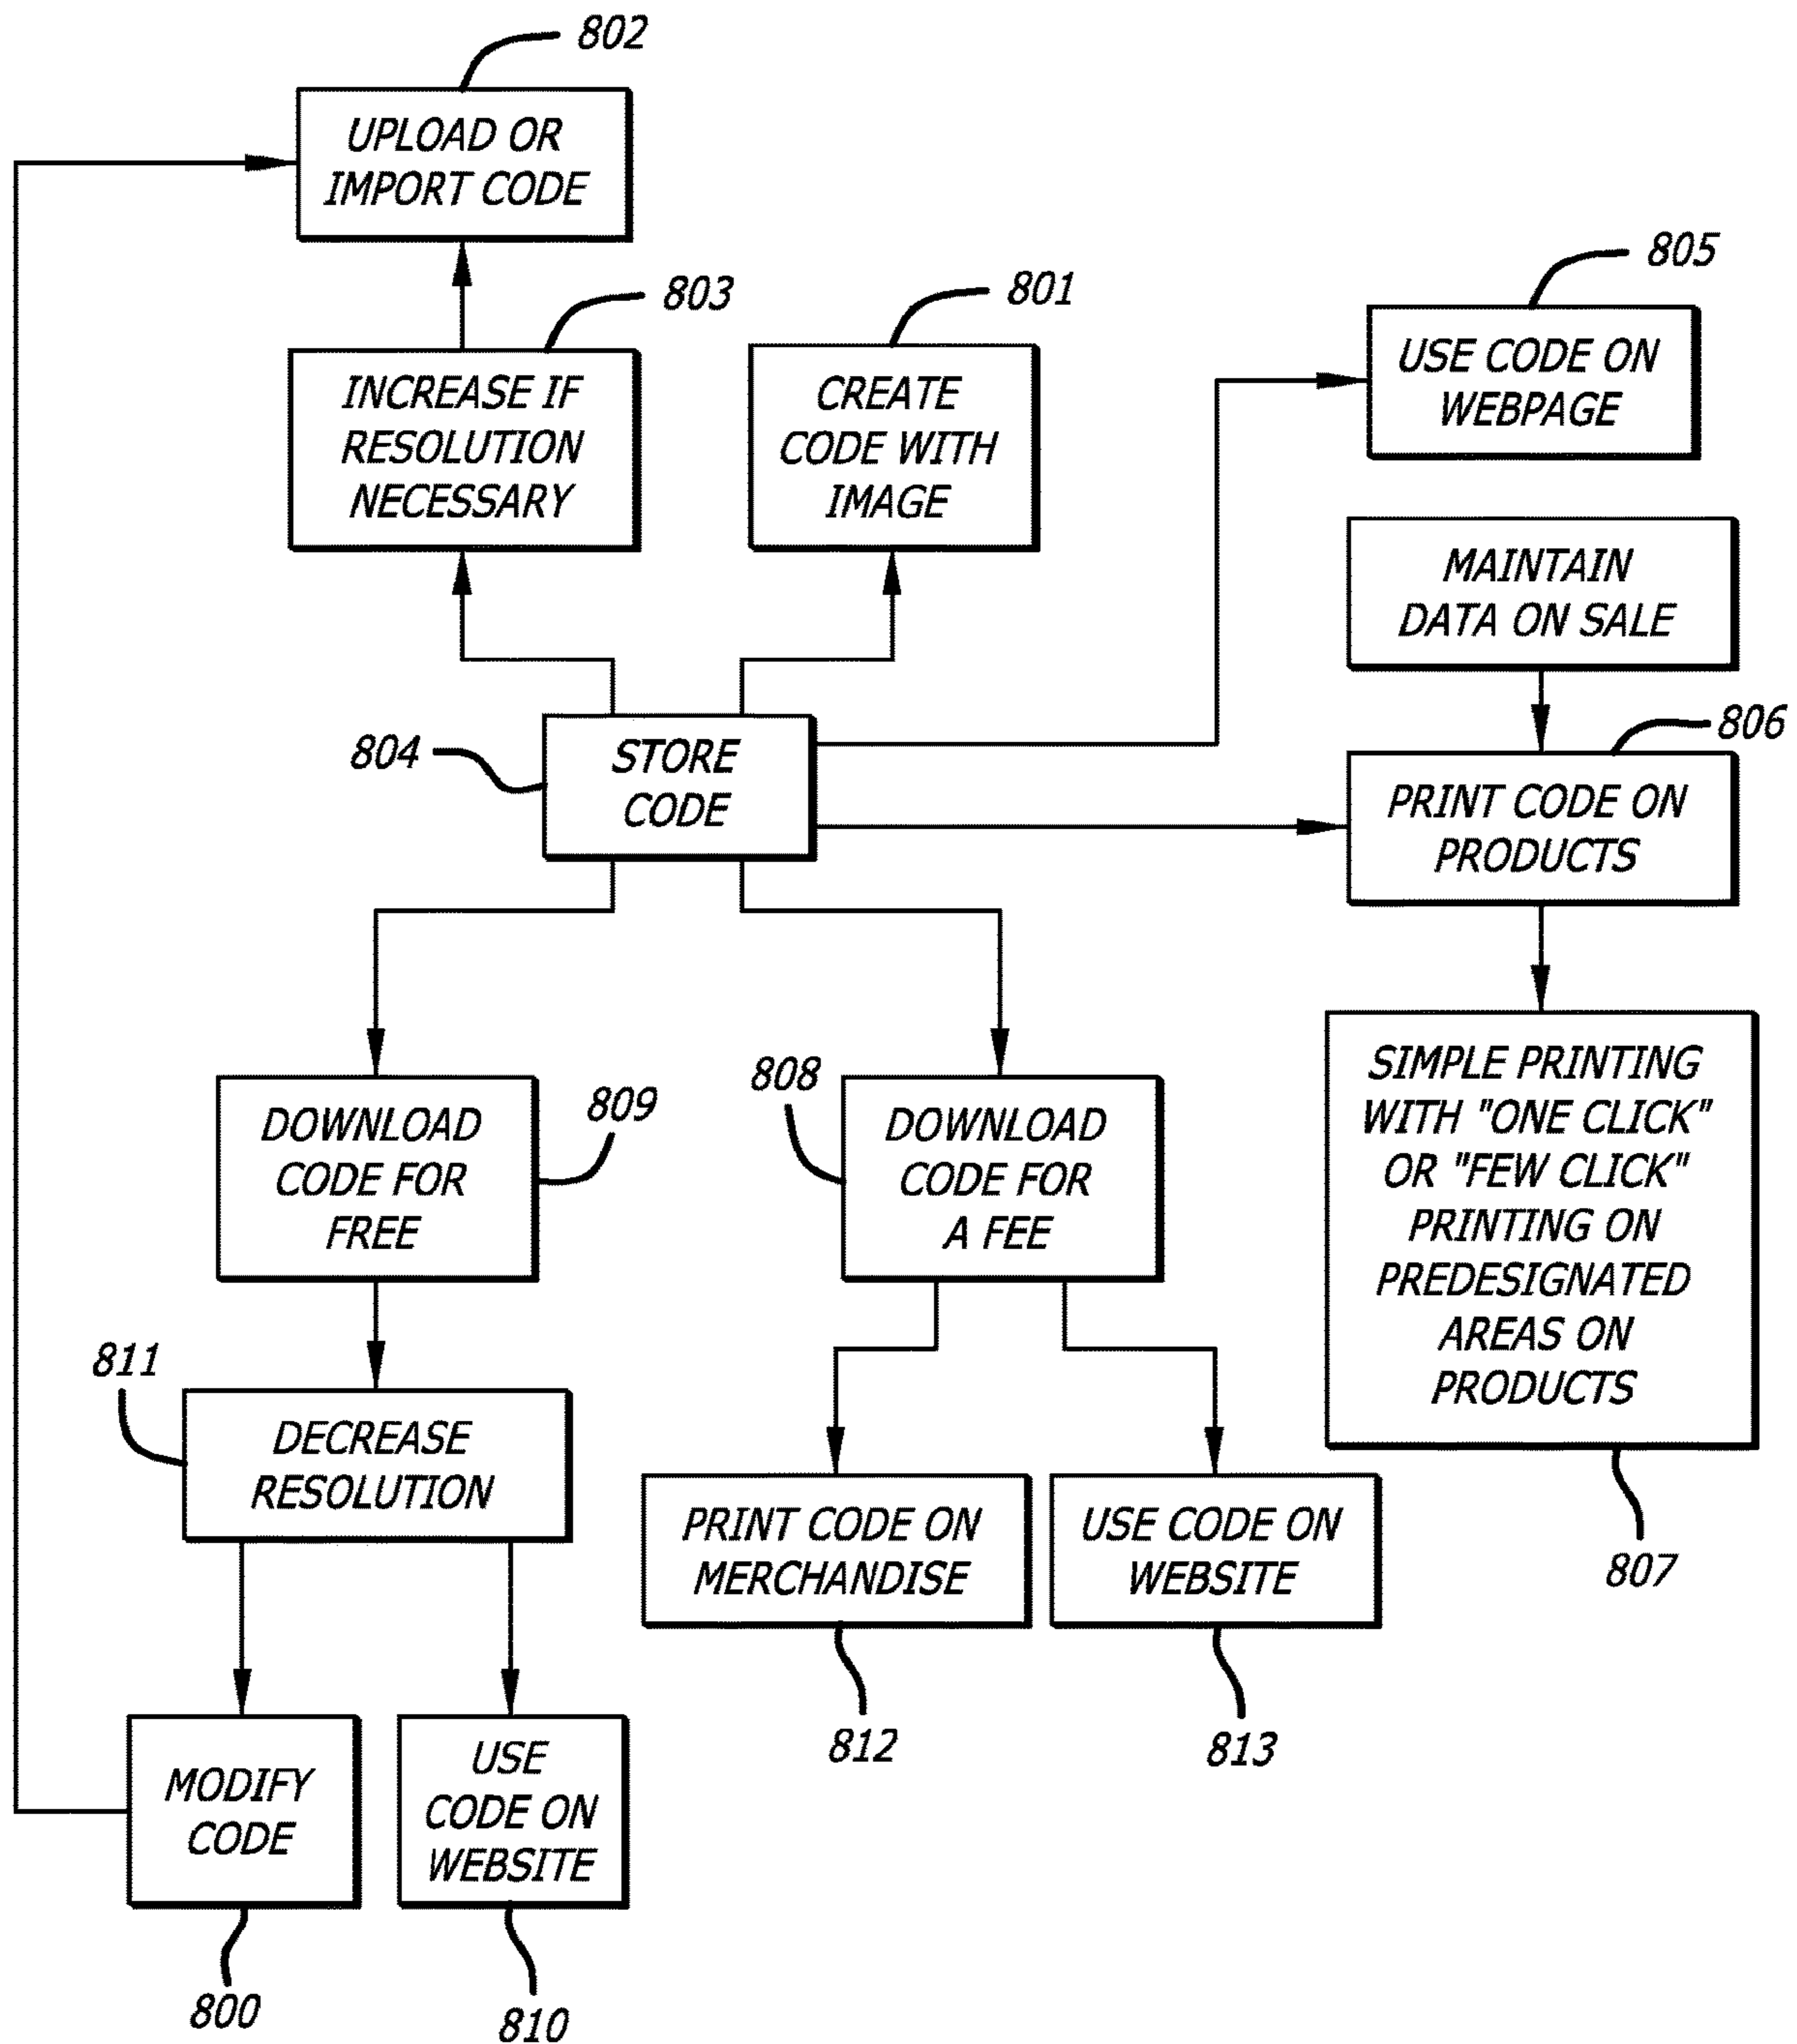 802
UPLOAD OR
IMPORT CODE
803
INCREASE IF
RESOLUTION
NECESSARY
801
CREATE
CODE WITH
IMAGE
805
USE CODE ON
WEBPAGE
MAINTAIN
DATA ON SALE
804
STORE
CODE
806
PRINT CODE ON
PRODUCTS
809
DOWNLOAD
CODE FOR
FREE
808
DOWNLOAD
CODE FOR
A FEE
SIMPLE PRINTING
WITH "ONE CLICK"
OR "FEW CLICK"
PRINTING ON
PREDESIGNATED
AREAS ON
PRODUCTS
807
811
DECREASE
RESOLUTION
PRINT CODE ON
MERCHANDISE
812
USE CODE ON
WEBSITE
813
MODIFY
CODE
800
USE
CODE ON
WEBSITE
810